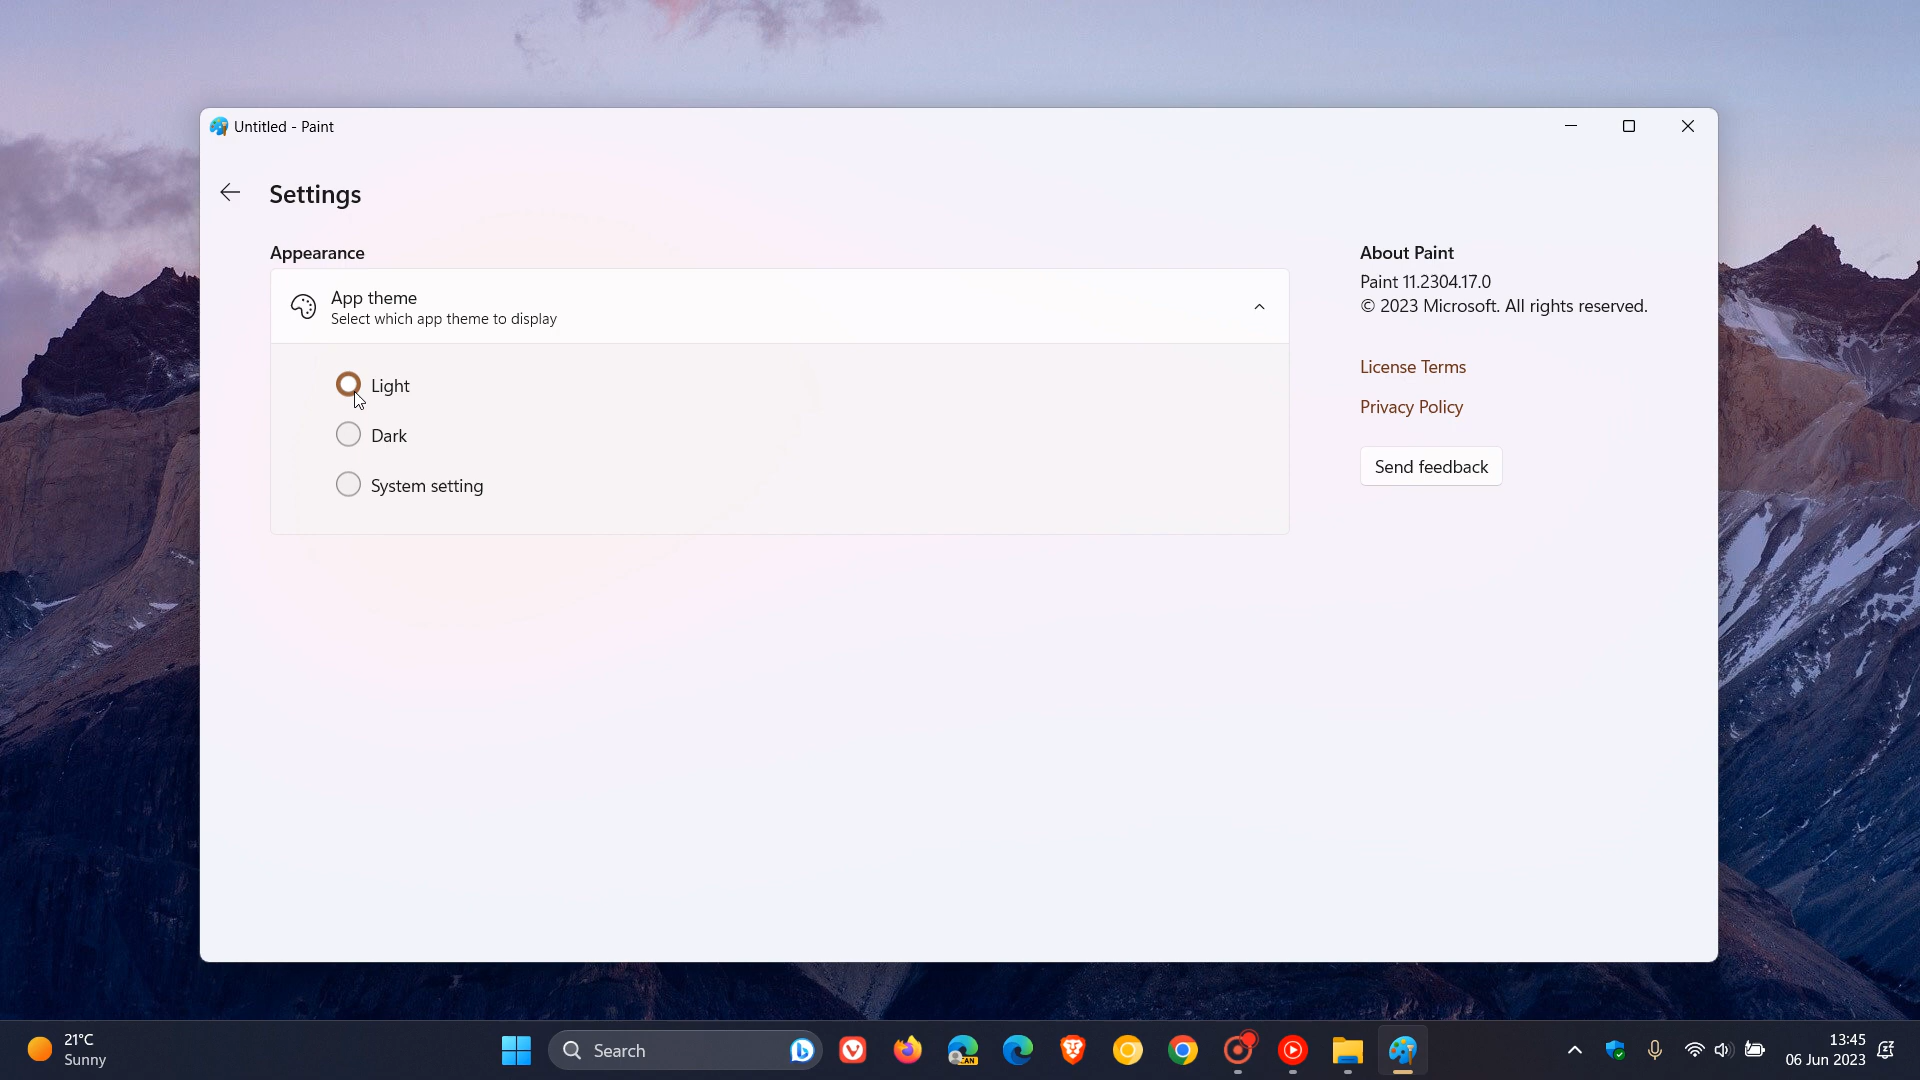 Untitled - Paint
Settings
Appearance
App theme
Select which app theme to display
Light
Dark
System setting
About Paint
Paint 11.2304.17.0
© 2023 Microsoft. All rights reserved.
License Terms
Privacy Policy
Send feedback
21°C
Sunny
Search
CAN
13:45
06 Jun 2023